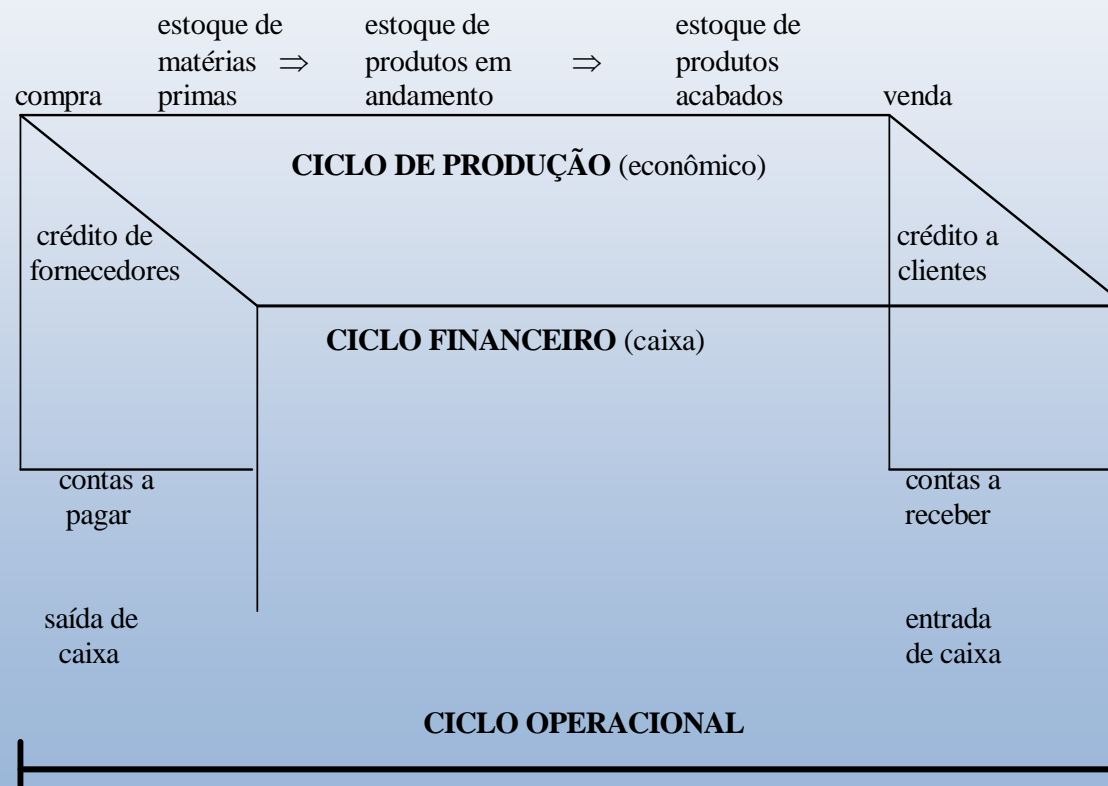 estoque de
matérias ⇒
primas
estoque de
produtos em ⇒
andamento
estoque de
produtos
acabados
compra
venda
CICLO DE PRODUÇÃO (econômico)
crédito de
fornecedores
crédito a
clientes
CICLO FINANCEIRO (caixa)
contas a
pagar
contas a
receber
saída de
caixa
entrada
de caixa
CICLO OPERACIONAL